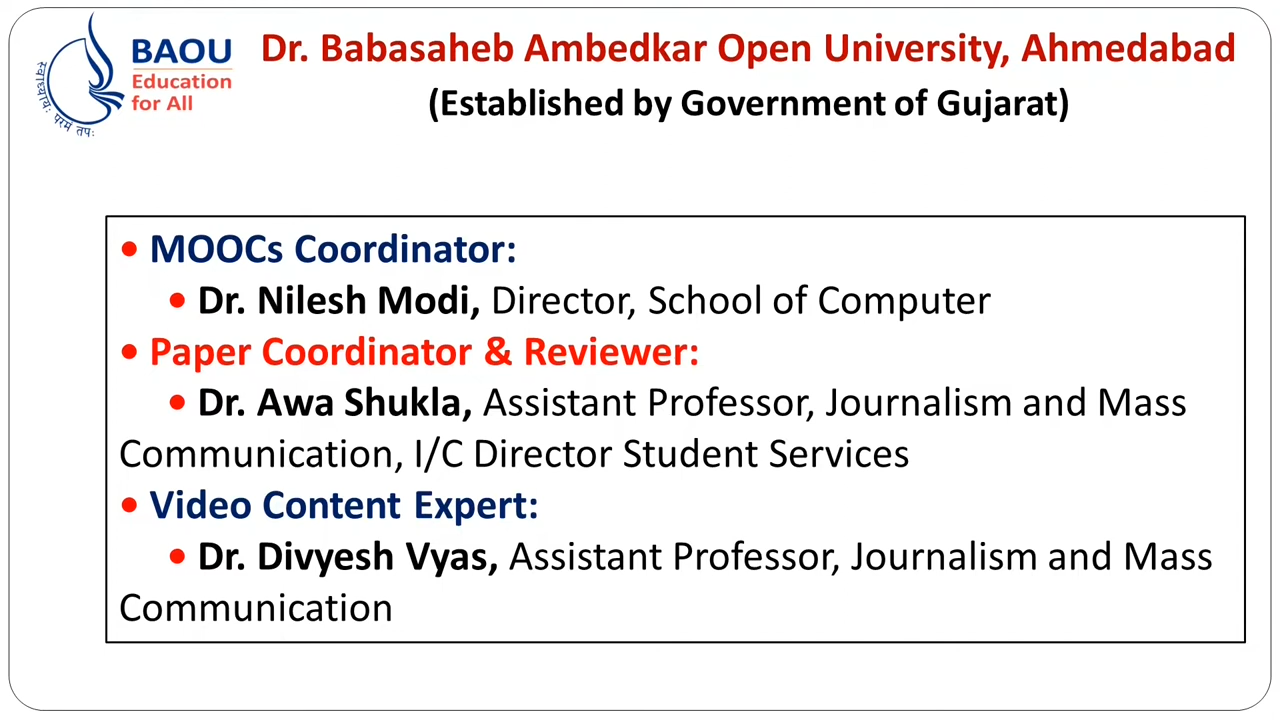 BAOU
Education
for All
स्वाध्यायः परमं तपः
Dr. Babasaheb Ambedkar Open University, Ahmedabad
(Established by Government of Gujarat)
• MOOCs Coordinator:
• Dr. Nilesh Modi, Director, School of Computer
• Paper Coordinator & Reviewer:
• Dr. Awa Shukla, Assistant Professor, Journalism and Mass
Communication, I/C Director Student Services
• Video Content Expert:
• Dr. Divyesh Vyas, Assistant Professor, Journalism and Mass
Communication